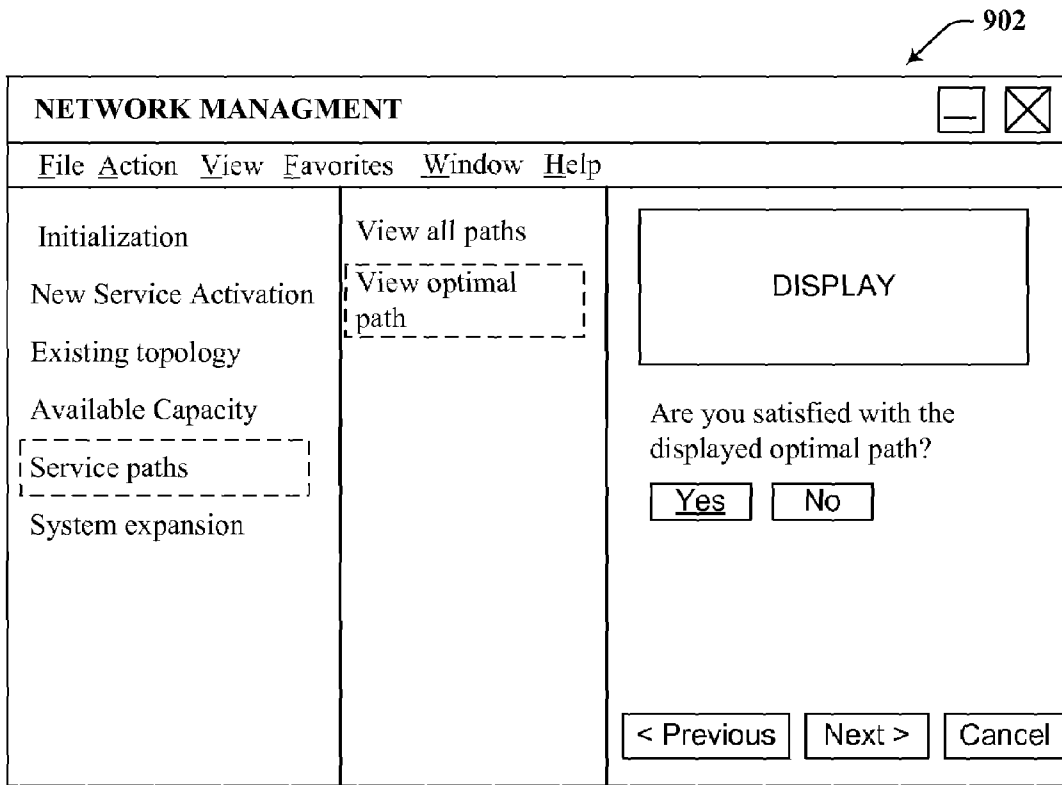 902
NETWORK MANAGMENT
File Action View Favorites Window Help
Initialization
New Service Activation
Existing topology
Available Capacity
Service paths
System expansion
View all paths
View optimal
path
DISPLAY
Are you satisfied with the
displayed optimal path?
Yes No
< Previous Next > Cancel